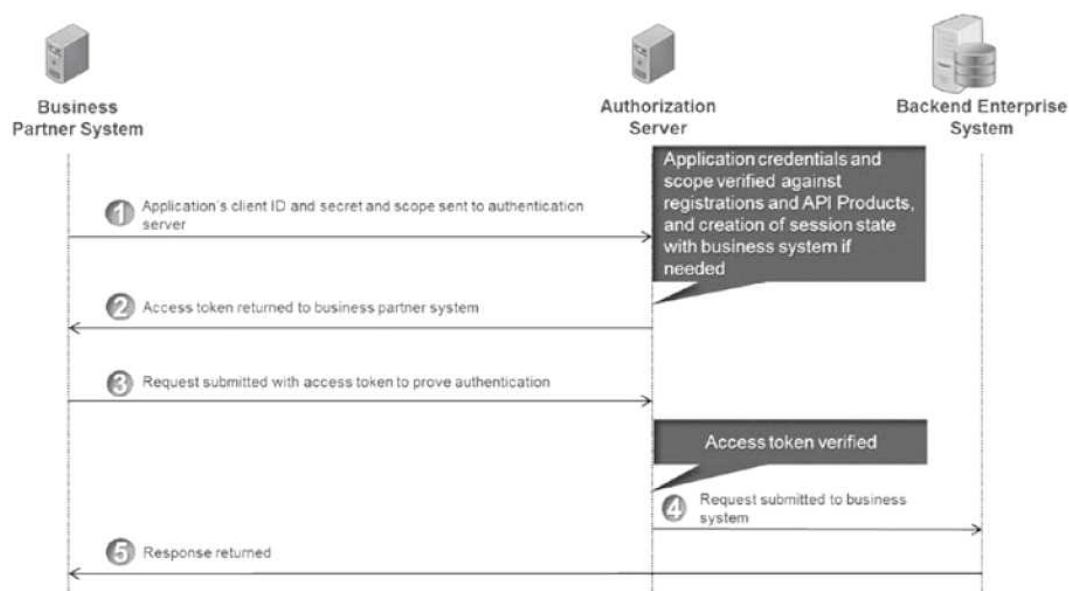 Business
Partner System
Authorization
Server
Backend Enterprise
System
Application credentials and
scope verified against
registrations and API Products,
and creation of session state
with business system if
needed
1 Application's client ID and secret and scope sent to authentication
server
2 Access token returned to business partner system
3 Request submitted with access token to prove authentication
Access token verified
4 Request submitted to business
system
5 Response returned